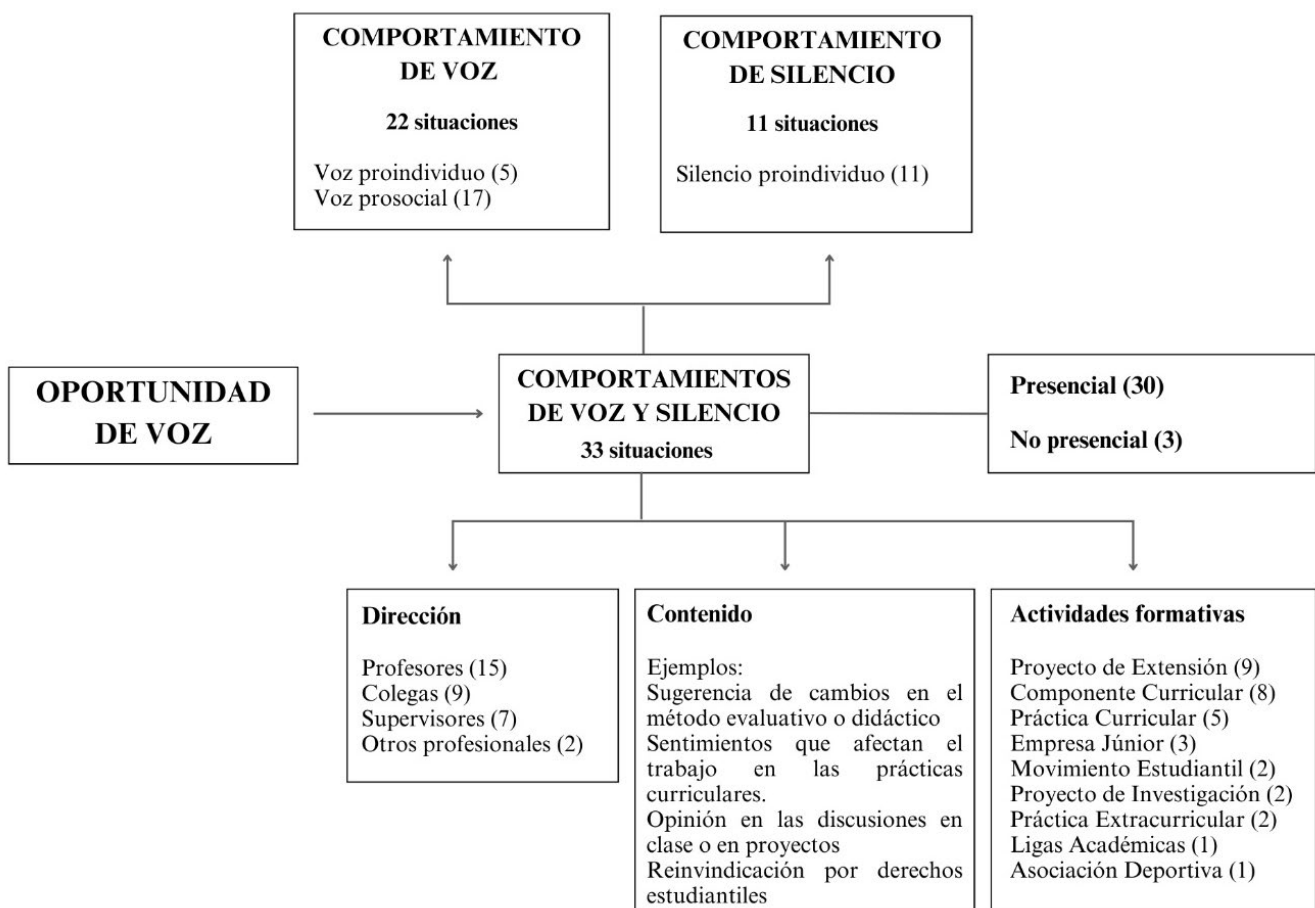 COMPORTAMIENTO
DE VOZ
22 situaciones
Voz proindividuo (5)
Voz prosocial (17)
COMPORTAMIENTO
DE SILENCIO
11 situaciones
Silencio proindividuo (11)
OPORTUNIDAD
DE VOZ
COMPORTAMIENTOS
DE VOZ Y SILENCIO
33 situaciones
Presencial (30)
No presencial (3)
Dirección
Profesores (15)
Colegas (9)
Supervisores (7)
Otros profesionales (2)
Contenido
Ejemplos:
Sugerencia de cambios en el
método evaluativo o didáctico
Sentimientos que afectan el
trabajo en las prácticas
curriculares.
Opinión en las discusiones en
clase o en proyectos
Reinvindicación por derechos
estudiantiles
Actividades formativas
Proyecto de Extensión (9)
Componente Curricular (8)
Práctica Curricular (5)
Empresa Júnior (3)
Movimiento Estudiantil (2)
Proyecto de Investigación (2)
Práctica Extracurricular (2)
Ligas Académicas (1)
Asociación Deportiva (1)